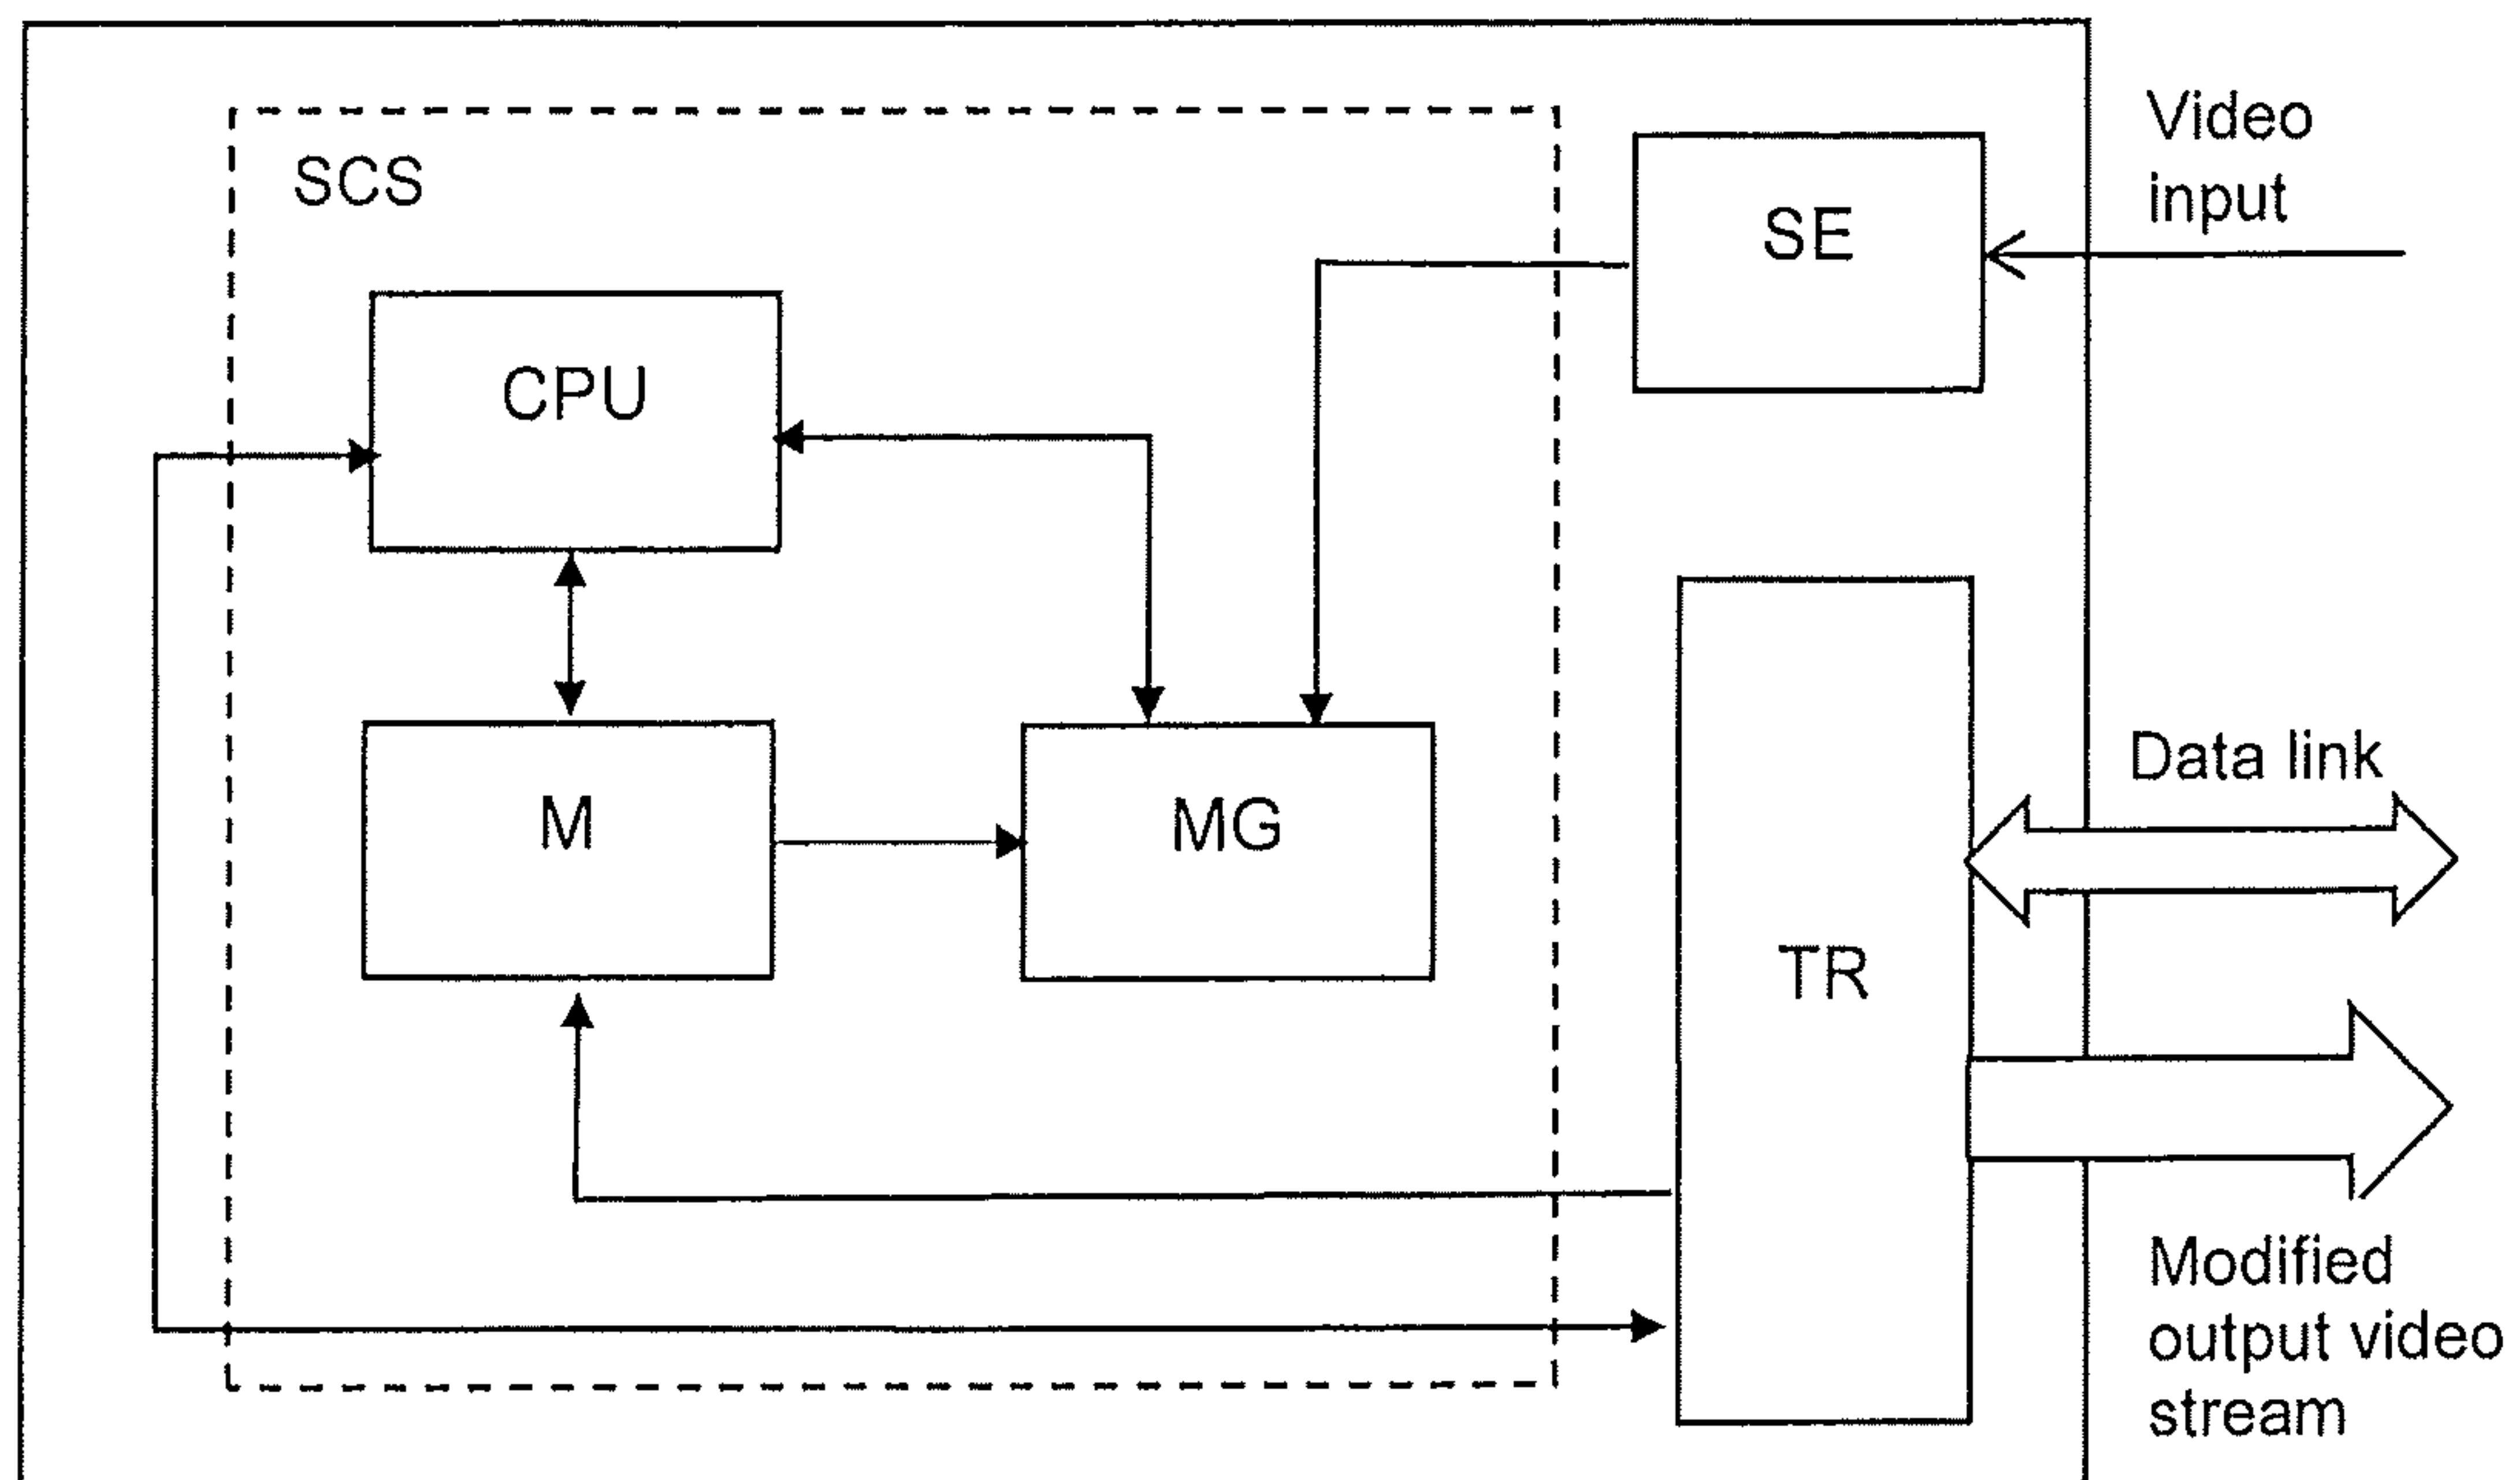 SCS
SE
Video
input
CPU
M
MG
TR
Data link
Modified
output video
stream